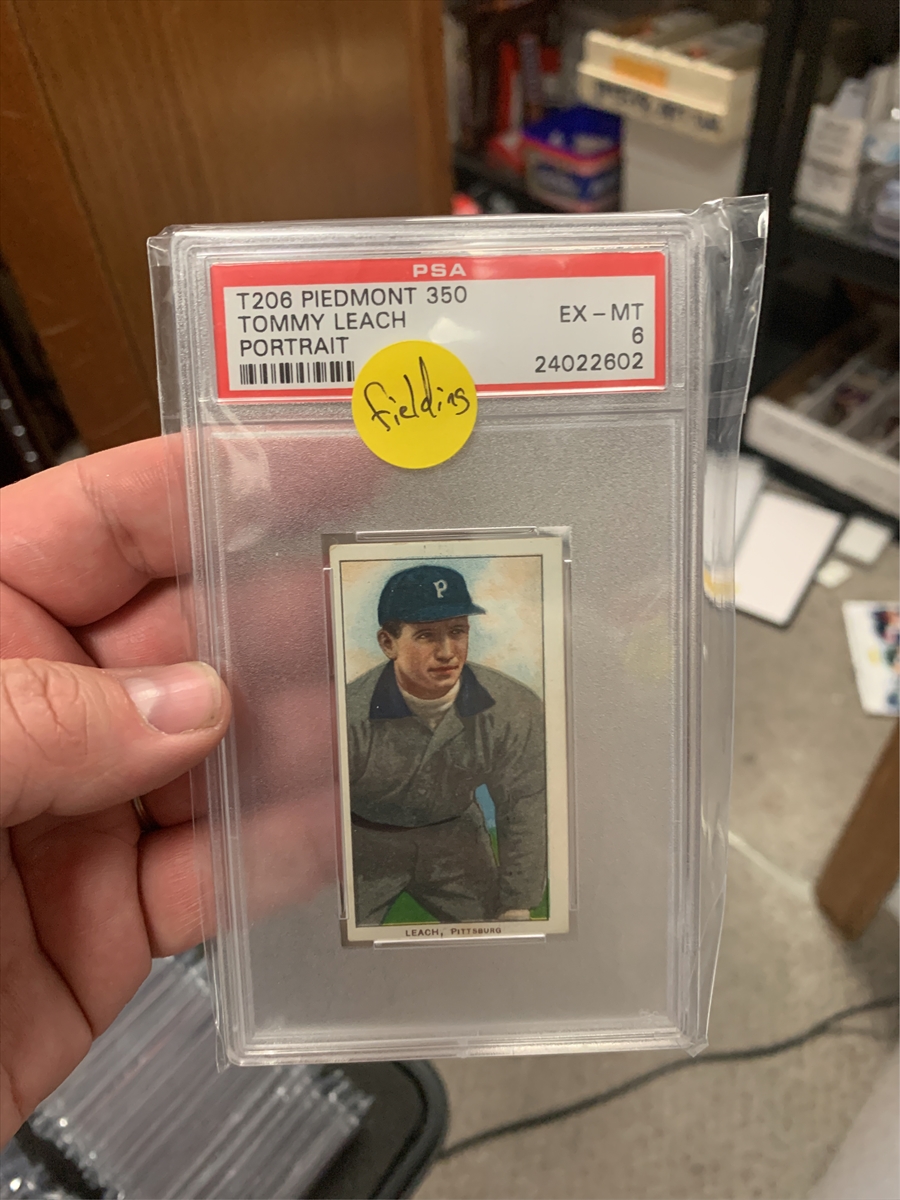 PSA
T206 PIEDMONT 350
TOMMY LEACH
PORTRAIT
EX - MT
6
24022602
fielding
P
LEACH, PITTSBURG